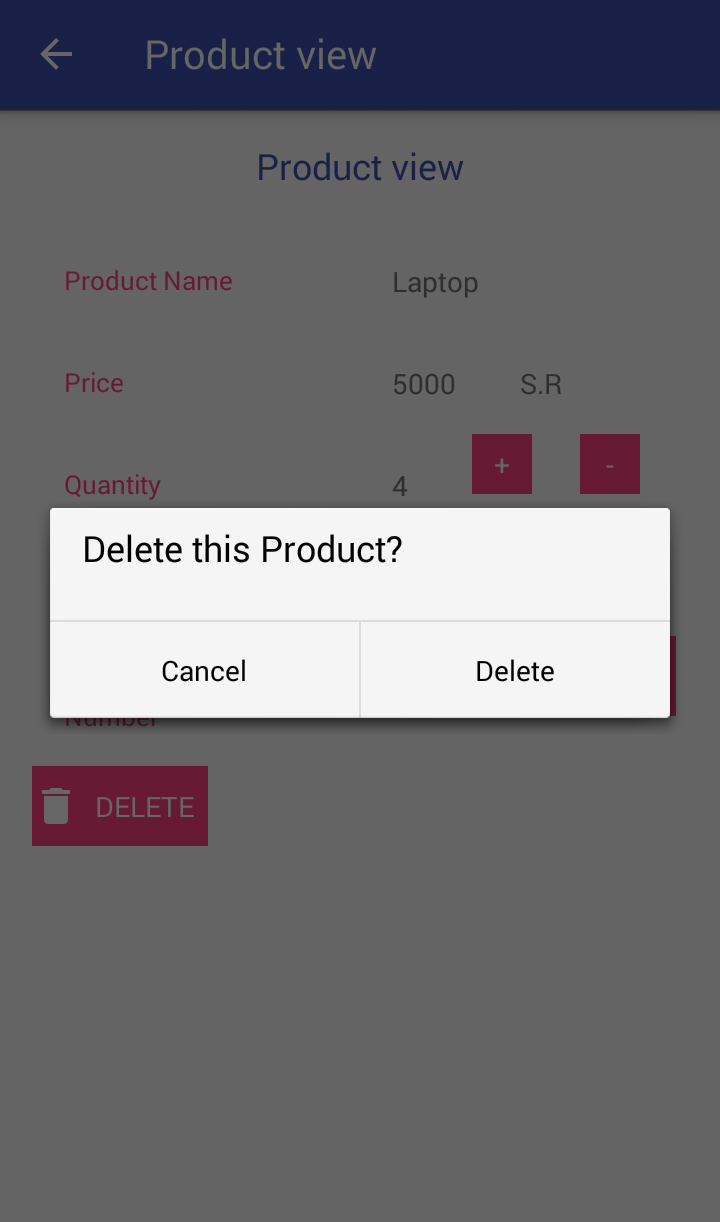 Product view
Product view
Product Name Laptop
Price 5000 S.R
Quantity 4 + -
Delete this Product?
Cancel Delete
Number
DELETE